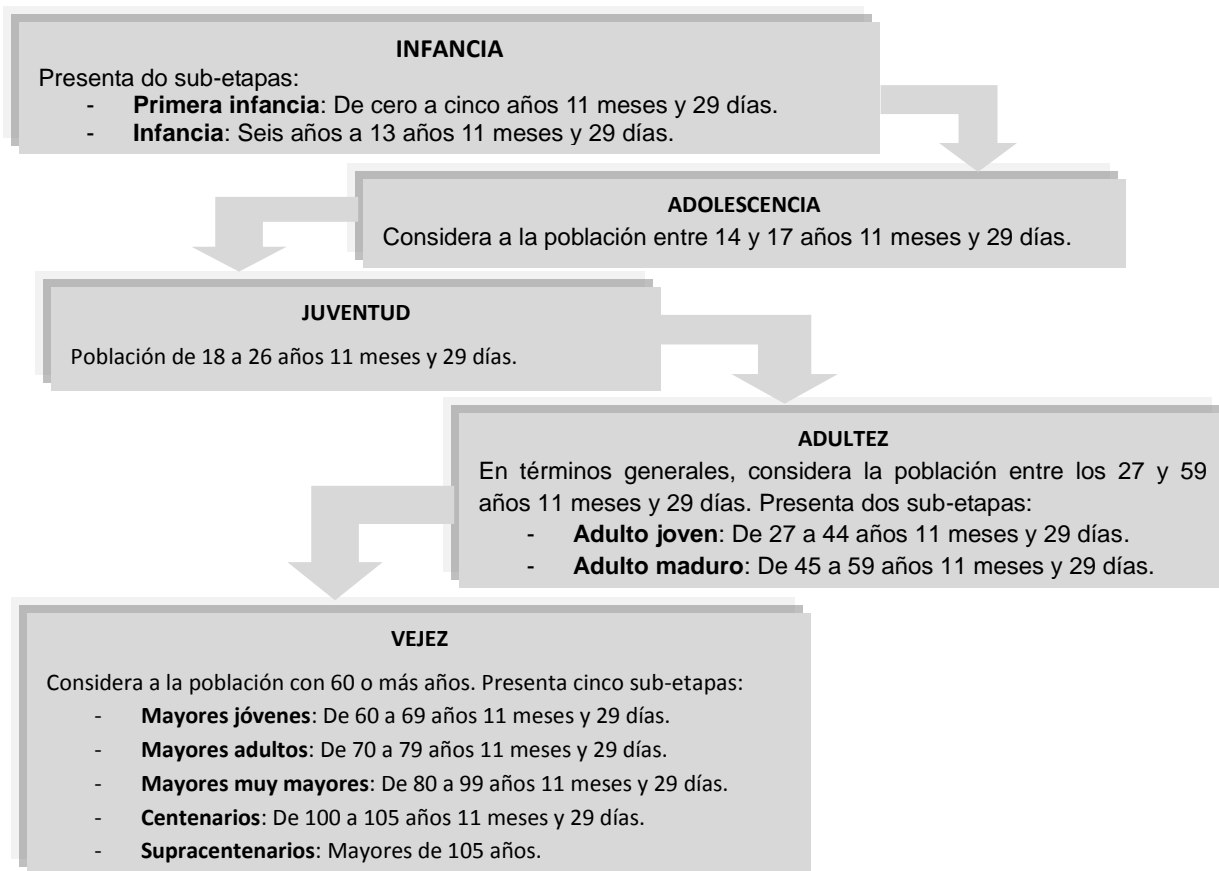 INFANCIA
Presenta do sub-etapas:
- Primera infancia: De cero a cinco años 11 meses y 29 días.
- Infancia: Seis años a 13 años 11 meses y 29 días.
ADOLESCENCIA
Considera a la población entre 14 y 17 años 11 meses y 29 días.
JUVENTUD
Población de 18 a 26 años 11 meses y 29 días.
ADULTEZ
En términos generales, considera la población entre los 27 y 59
años 11 meses y 29 días. Presenta dos sub-etapas:
- Adulto joven: De 27 a 44 años 11 meses y 29 días.
- Adulto maduro: De 45 a 59 años 11 meses y 29 días.
VEJEZ
Considera a la población con 60 o más años. Presenta cinco sub-etapas:
- Mayores jóvenes: De 60 a 69 años 11 meses y 29 días.
- Mayores adultos: De 70 a 79 años 11 meses y 29 días.
- Mayores muy mayores: De 80 a 99 años 11 meses y 29 días.
- Centenarios: De 100 a 105 años 11 meses y 29 días.
- Supracentenarios: Mayores de 105 años.